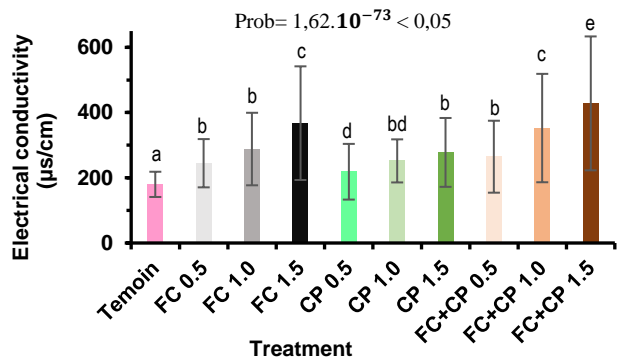 Prob= 1,62.10⁻⁷³ < 0,05
Electrical conductivity
(µs/cm)
600
400
200
0
a
b
b
c
d
bd
b
b
c
e
Temoin
FC 0.5
FC 1.0
FC 1.5
CP 0.5
CP 1.0
CP 1.5
FC+CP 0.5
FC+CP 1.0
FC+CP 1.5
Treatment